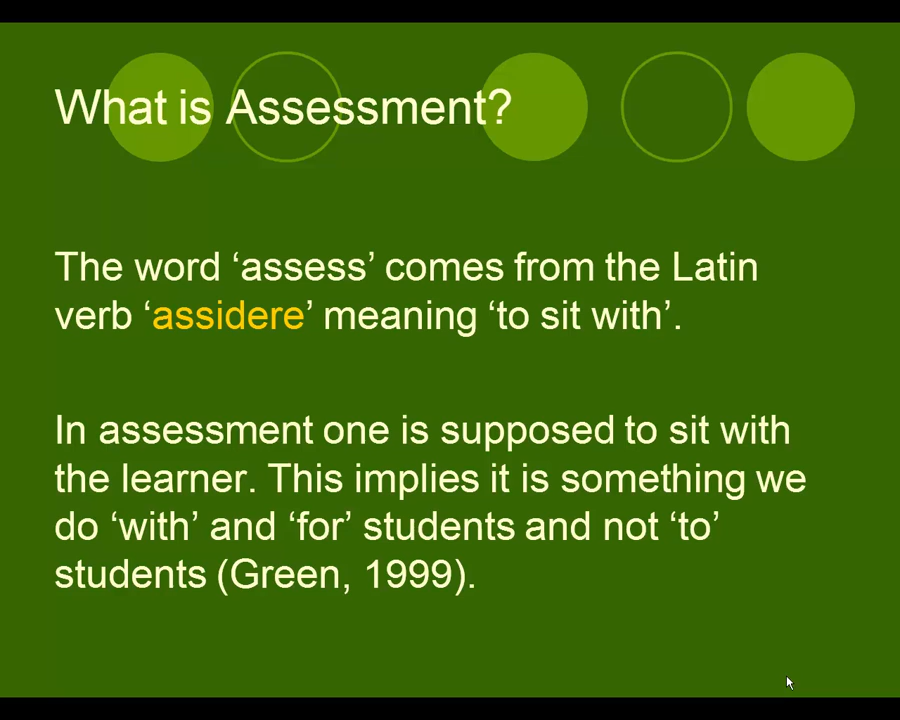 What is Assessment?
The word ‘assess’ comes from the Latin
verb ‘assidere’ meaning ‘to sit with’.
In assessment one is supposed to sit with
the learner. This implies it is something we
do ‘with’ and ‘for’ students and not ‘to’
students (Green, 1999).